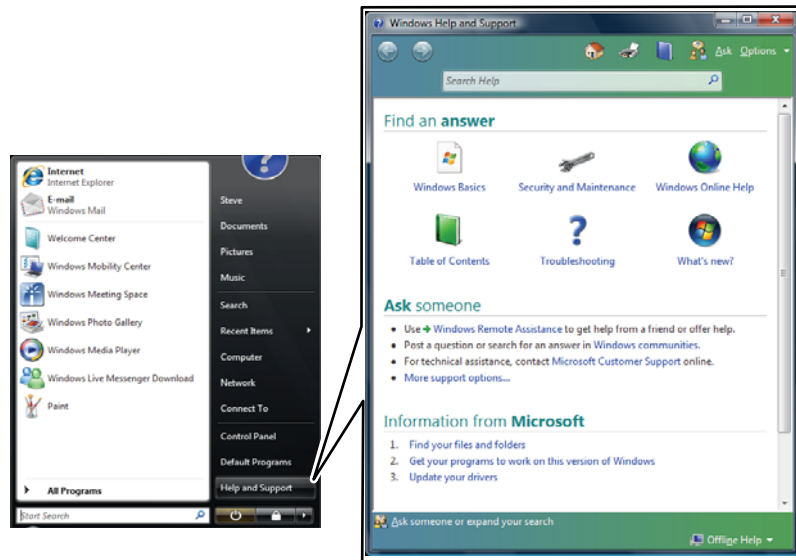 Internet
Internet Explorer
E-mail
Windows Mail
Welcome Center
Windows Mobility Center
Windows Meeting Space
Windows Photo Gallery
Windows Media Player
Windows Live Messenger Download
Paint
All Programs
Start Search
Steve
Documents
Pictures
Music
Search
Recent Items
Computer
Network
Connect To
Control Panel
Default Programs
Help and Support
Windows Help and Support
Ask Options
Search Help
Find an answer
Windows Basics Security and Maintenance Windows Online Help
Table of Contents Troubleshooting What's new?
Ask someone
• Use Windows Remote Assistance to get help from a friend or offer help.
• Post a question or search for an answer in Windows communities.
• For technical assistance, contact Microsoft Customer Support online.
• More support options...
Information from Microsoft
1. Find your files and folders
2. Get your programs to work on this version of Windows
3. Update your drivers
Ask someone or expand your search
Offline Help